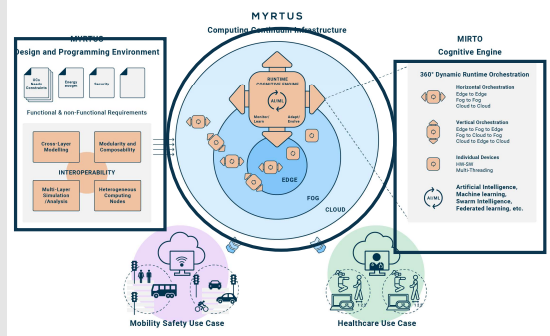 MYRTUS
Computing Continuum Infrastructure
MYRTUS
Design and Programming Environment
UCs
Needs
Constraints
Energy
Security
Functional & non-Functional Requirements
Cross-Layer
Modelling
Modularity and
Composability
INTEROPERABILITY
Multi-Layer
Simulation
/Analysis
Heterogeneous
Computing
Nodes
RUNTIME
AI/ML
Monitor/
Learn
Adapt/
EDGE
FOG
CLOUD
MIRTO
Cognitive Engine
360° Dynamic Runtime Orchestration
Horizontal Orchestration
Edge to Edge
Fog to Fog
Cloud to Cloud
Vertical Orchestration
Edge to Fog to Edge
Fog to Cloud to Fog
Cloud to Edge to Cloud
Individual Devices
HW-SW
Multi-Threading
AI/ML
Artificial Intelligence,
Machine learning,
Swarm Intelligence,
Federated learning, etc.
Mobility Safety Use Case
Healthcare Use Case